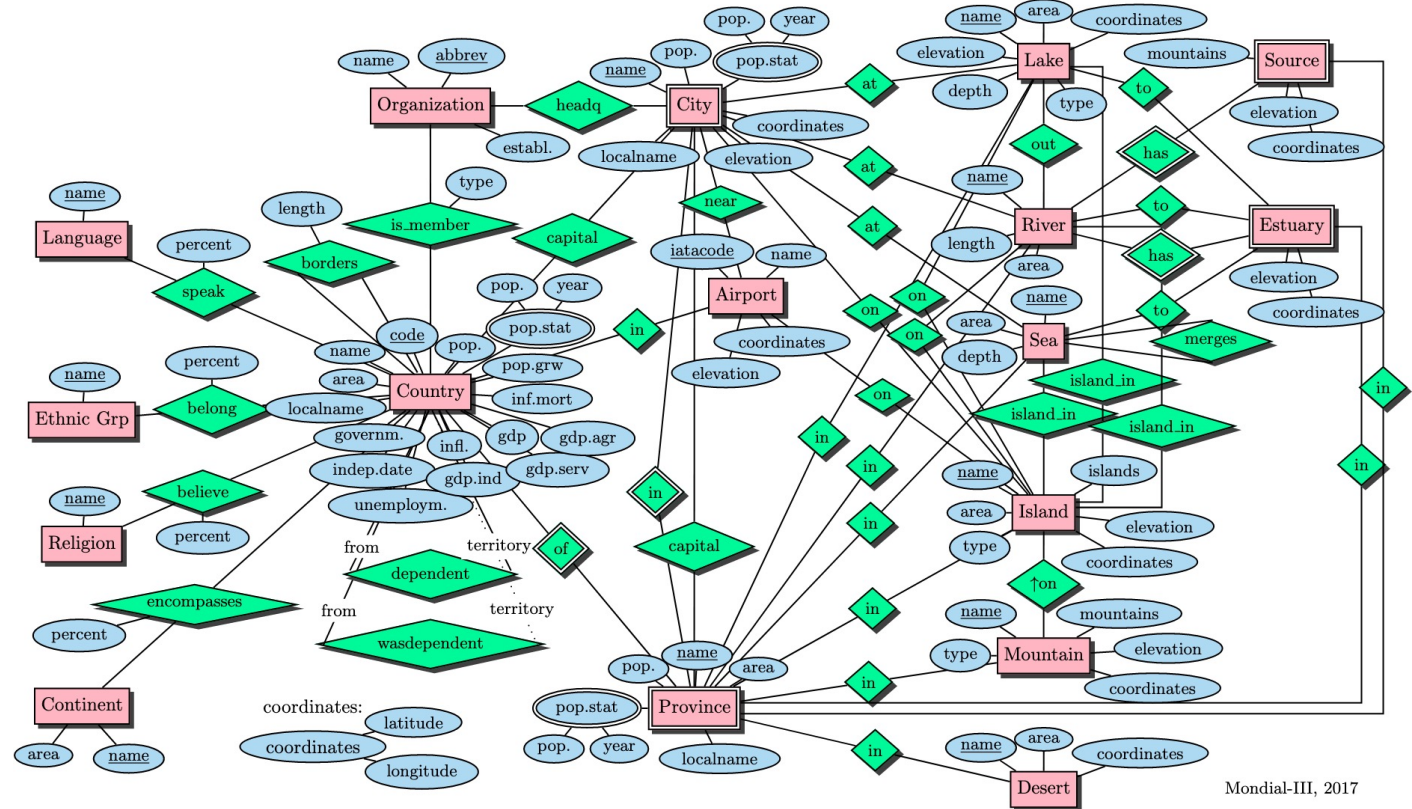 pop.
year
name
area
coordinates
name
abbrev
name
pop.
pop.stat
elevation
Lake
mountains
Source
Organization
headq
City
at
depth
type
to
elevation
coordinates
establ.
localname
elevation
coordinates
at
out
has
coordinates
name
Language
length
type
is_member
capital
near
at
name
River
to
Estuary
percent
borders
iatacode
name
length
area
has
elevation
speak
pop.
year
Airport
on
on
name
to
coordinates
code
pop.stat
in
coordinates
on
area
Sea
merges
name
percent
name
pop.
pop.grw
elevation
depth
area
Country
inf.mort
on
island_in
in
Ethnic Grp
belong
localname
island_in
island_in
governm.
infl.
gdp
gdp.agr
in
indep.date
gdp.ind
gdp.serv
in
in
name
believe
unemploym.
in
name
islands
Religion
percent
in
area
Island
elevation
from
territory
of
capital
type
coordinates
dependent
↑on
encompasses
from
territory
in
name
mountains
percent
wasdependent
name
type
Mountain
elevation
pop.
area
in
coordinates
Continent
coordinates:
latitude
pop.stat
Province
area
name
coordinates
pop.
year
localname
in
name
area
coordinates
longitude
Desert
Mondial-III, 2017